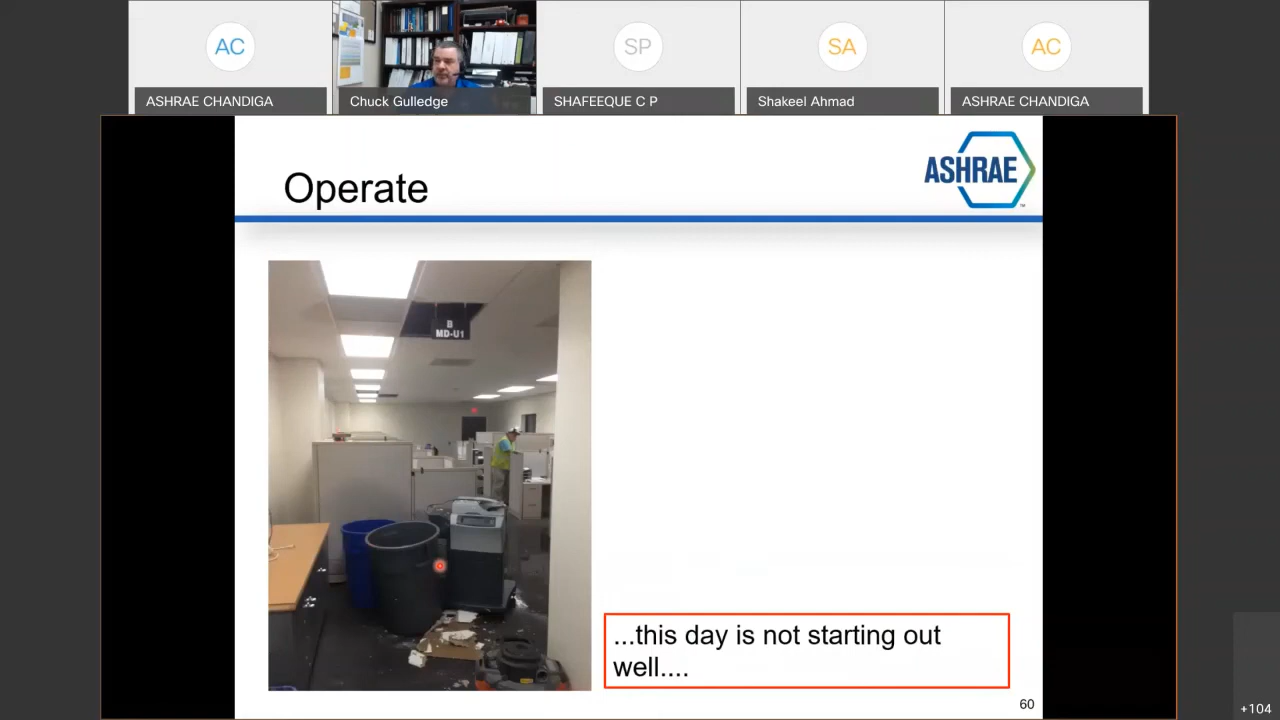 AC
SP
SA
AC
ASHRAE CHANDIGA
Chuck Gulledge
SHAFEEQUE C P
Shakeel Ahmad
ASHRAE CHANDIGA
Operate
ASHRAE
TM
B
MD-U1
...this day is not starting out
well....
60
+104